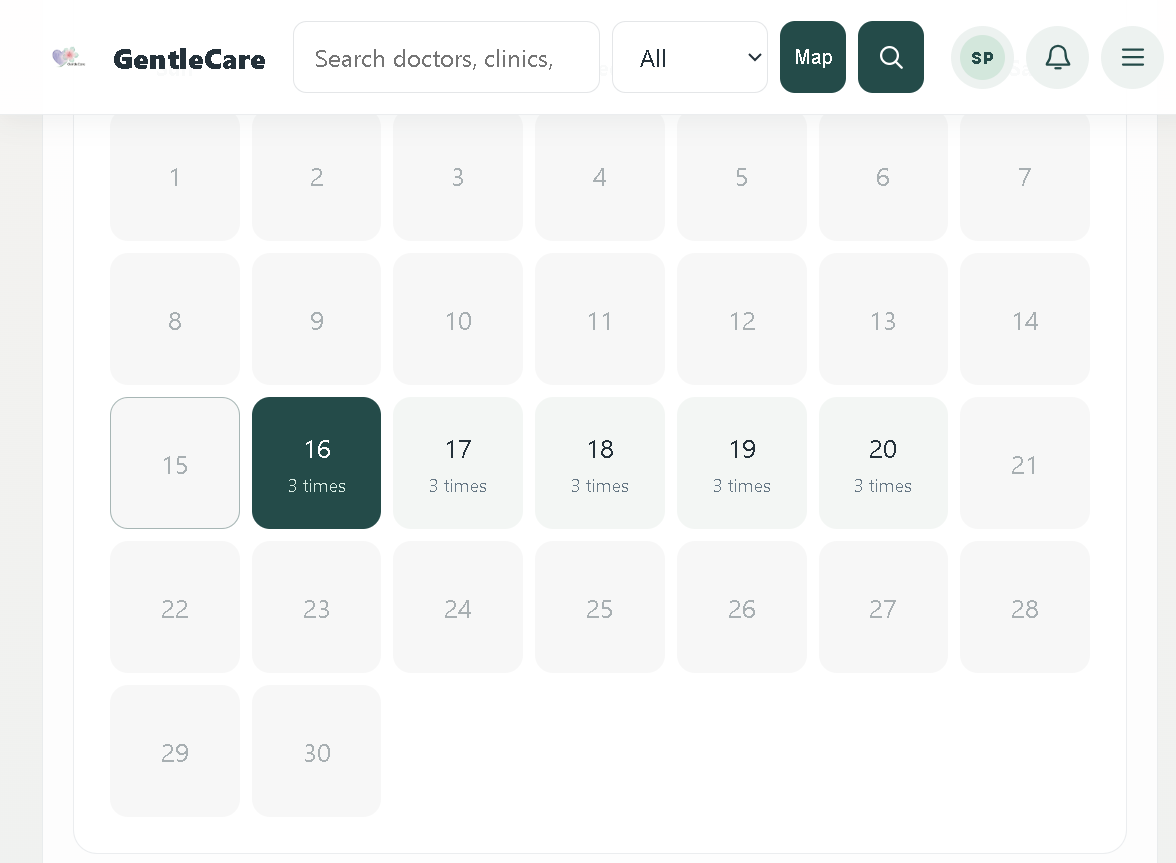 GentleCare
Search doctors, clinics,
All
Map
SP
1 2 3 4 5 6 7
8 9 10 11 12 13 14
15 16 17 18 19 20 21
3 times 3 times 3 times 3 times 3 times
22 23 24 25 26 27 28
29 30